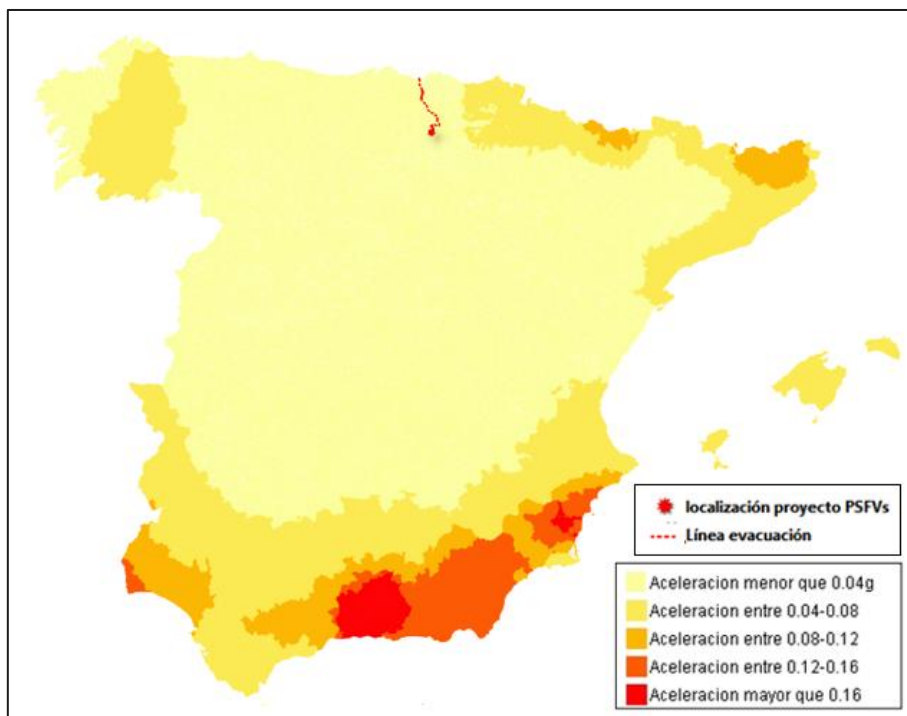 localización proyecto PSFVs
Línea evacuación
Aceleracion menor que 0.04g
Aceleracion entre 0.04-0.08
Aceleracion entre 0.08-0.12
Aceleracion entre 0.12-0.16
Aceleracion mayor que 0.16